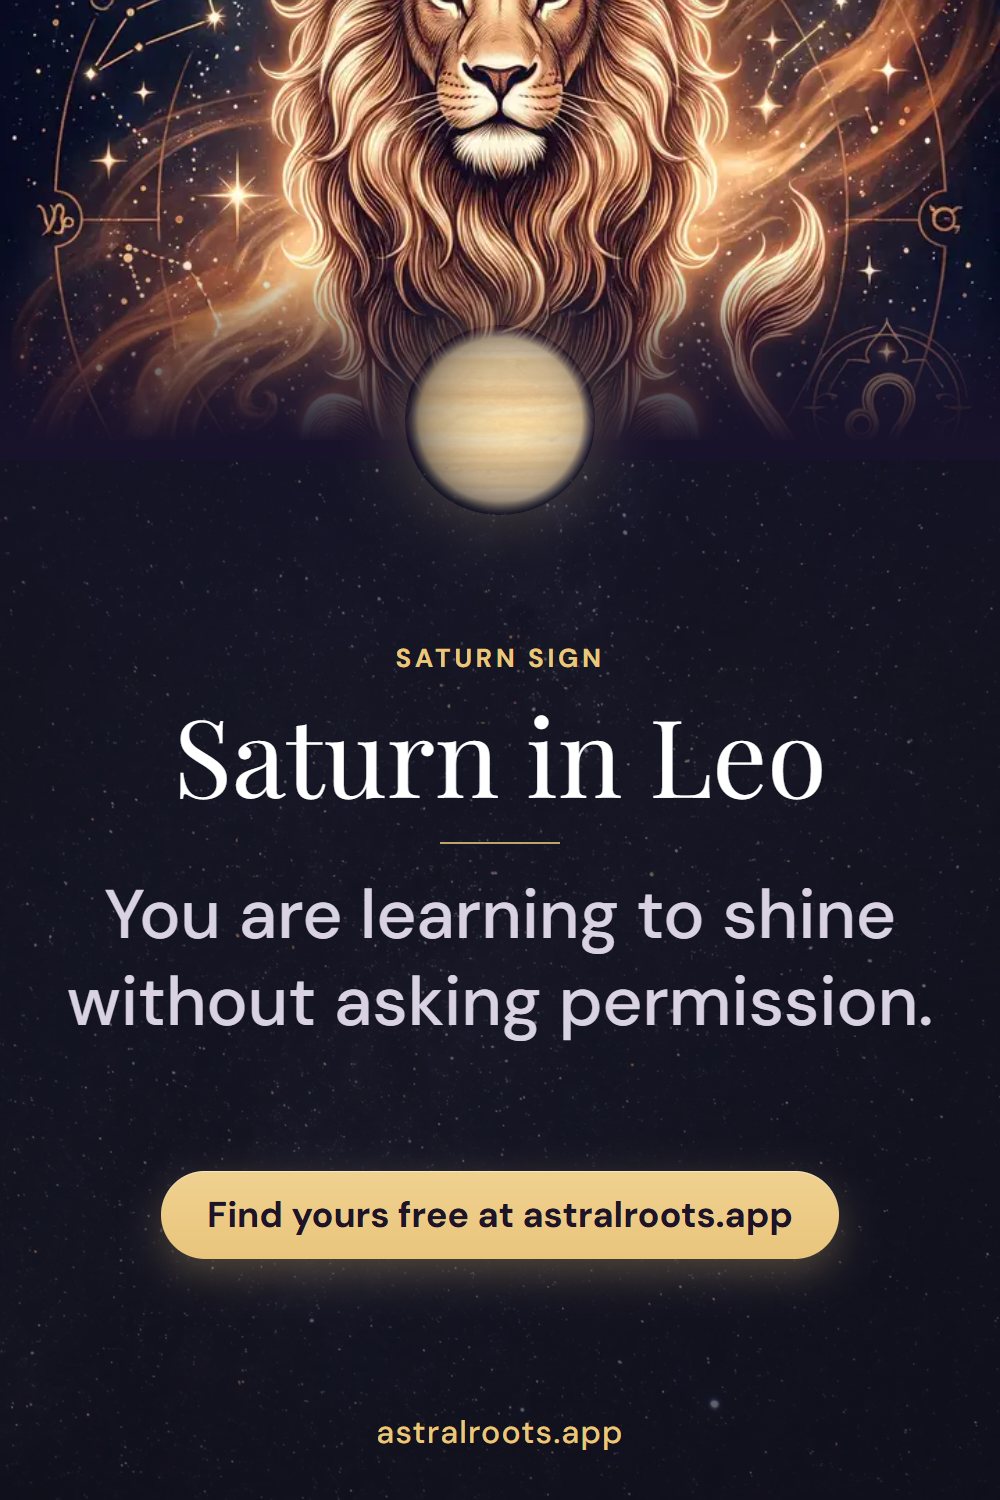 SATURN SIGN
Saturn in Leo
You are learning to shine
without asking permission.
Find yours free at astralroots.app
astralroots.app